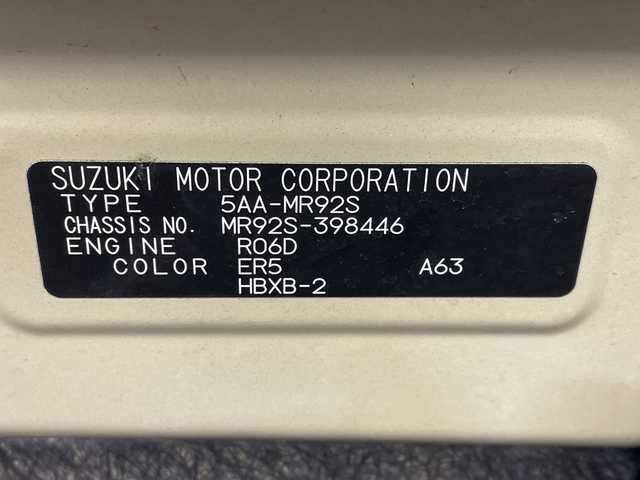 SUZUKI MOTOR CORPORATION
TYPE 5AA-MR92S
CHASSIS NO. MR92S-398446
ENGINE R06D
COLOR ER5 A63
HBXB-2